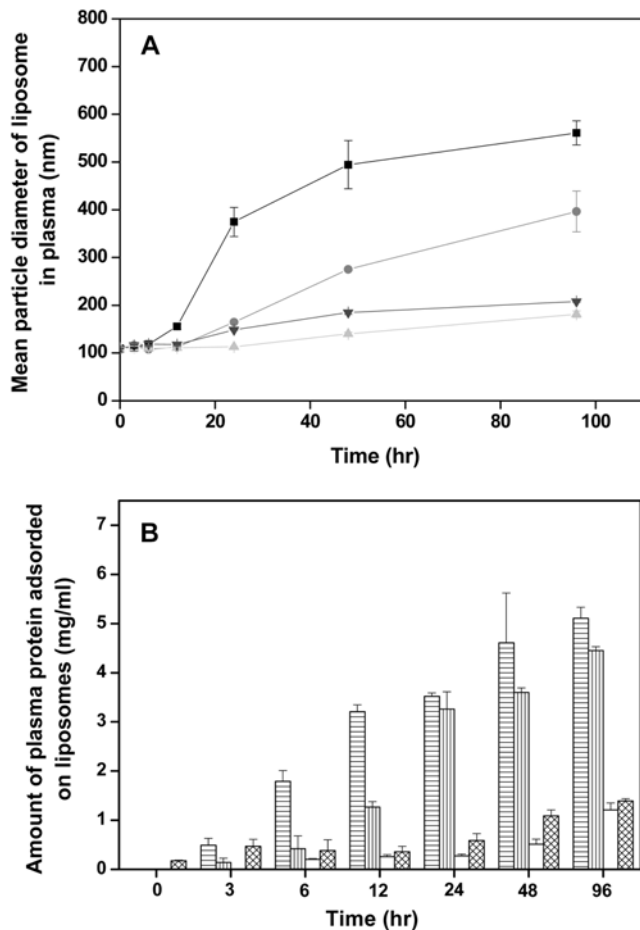 A
800
700
600
500
400
300
200
100
0
Mean particle diameter of liposome
in plasma (nm)
0 20 40 60 80 100
Time (hr)
B
7
6
5
4
3
2
1
0
Amount of plasma protein adsorded
on liposomes (mg/ml)
0 3 6 12 24 48 96
Time (hr)